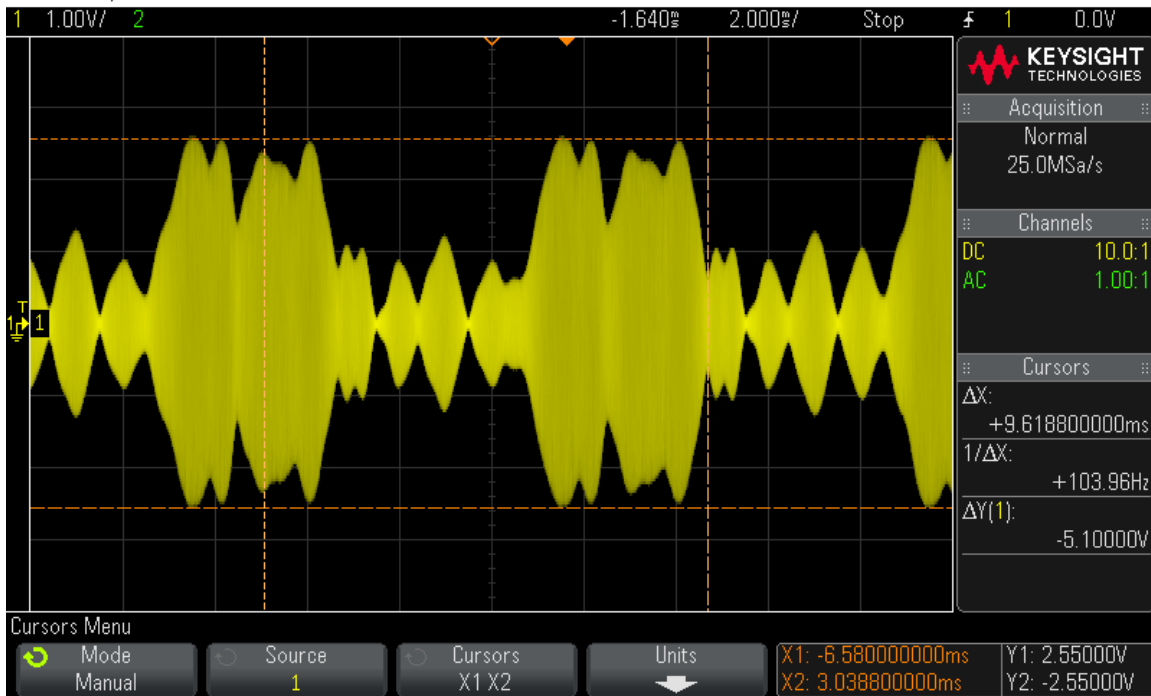 1 1.00V/ 2 -1.640ms 2.000ms/ Stop 1 0.0V
KEYSIGHT
TECHNOLOGIES
Acquisition
Normal
25.0MSa/s
Channels
DC 10.0:1
AC 1.00:1
Cursors
ΔX:
+9.618800000ms
1/ΔX:
+103.96Hz
ΔY(1):
-5.10000V
T
1 1
Cursors Menu
Mode
Manual
Source
1
Cursors
X1 X2
Units
X1: -6.580000000ms
X2: 3.038800000ms
Y1: 2.55000V
Y2: -2.55000V